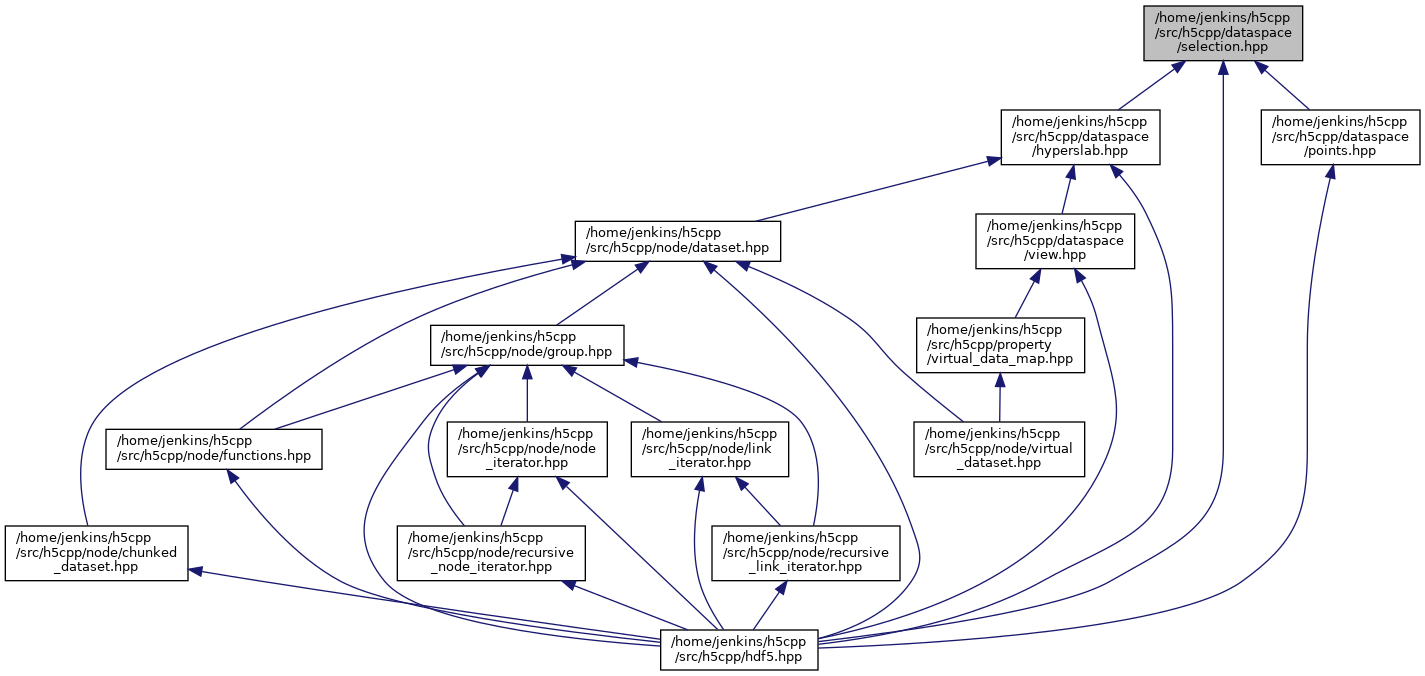 /home/jenkins/h5cpp
/src/h5cpp/dataspace
/selection.hpp
/home/jenkins/h5cpp
/src/h5cpp/dataspace
/hyperslab.hpp
/home/jenkins/h5cpp
/src/h5cpp/dataspace
/points.hpp
/home/jenkins/h5cpp
/src/h5cpp/node/dataset.hpp
/home/jenkins/h5cpp
/src/h5cpp/dataspace
/view.hpp
/home/jenkins/h5cpp
/src/h5cpp/node/group.hpp
/home/jenkins/h5cpp
/src/h5cpp/property
/virtual_data_map.hpp
/home/jenkins/h5cpp
/src/h5cpp/node/functions.hpp
/home/jenkins/h5cpp
/src/h5cpp/node/node
_iterator.hpp
/home/jenkins/h5cpp
/src/h5cpp/node/link
_iterator.hpp
/home/jenkins/h5cpp
/src/h5cpp/node/virtual
_dataset.hpp
/home/jenkins/h5cpp
/src/h5cpp/node/chunked
_dataset.hpp
/home/jenkins/h5cpp
/src/h5cpp/node/recursive
_node_iterator.hpp
/home/jenkins/h5cpp
/src/h5cpp/node/recursive
_link_iterator.hpp
/home/jenkins/h5cpp
/src/h5cpp/hdf5.hpp